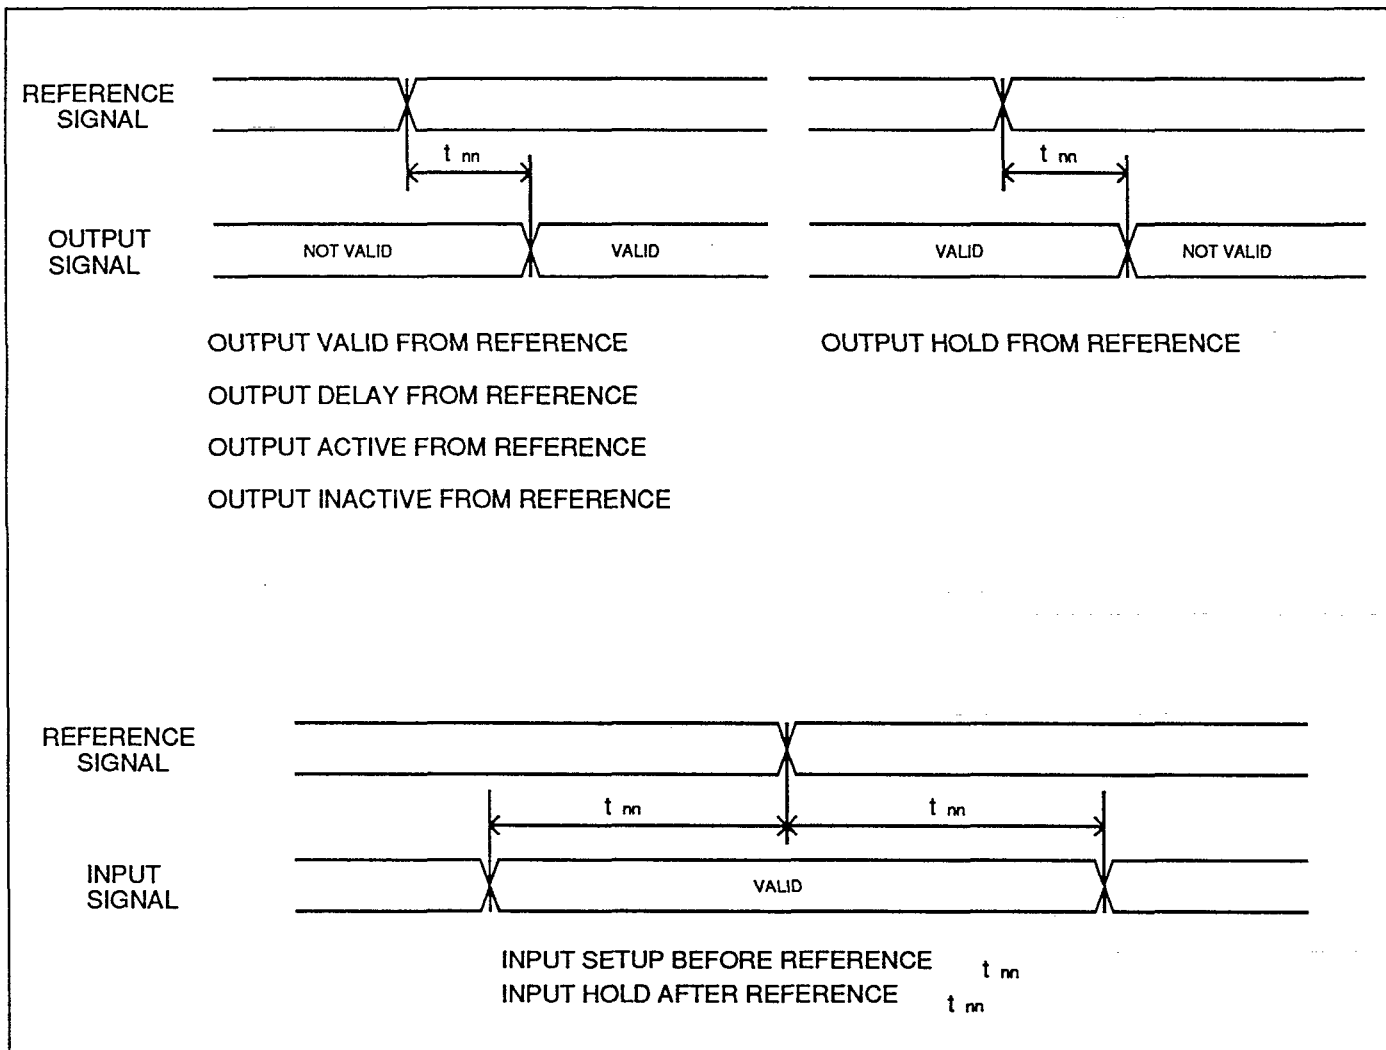 REFERENCE
SIGNAL
t nn
t nn
OUTPUT
SIGNAL
NOT VALID
VALID
VALID
NOT VALID
OUTPUT VALID FROM REFERENCE
OUTPUT HOLD FROM REFERENCE
OUTPUT DELAY FROM REFERENCE
OUTPUT ACTIVE FROM REFERENCE
OUTPUT INACTIVE FROM REFERENCE
REFERENCE
SIGNAL
t nn
t nn
INPUT
SIGNAL
VALID
INPUT SETUP BEFORE REFERENCE t nn
INPUT HOLD AFTER REFERENCE t nn